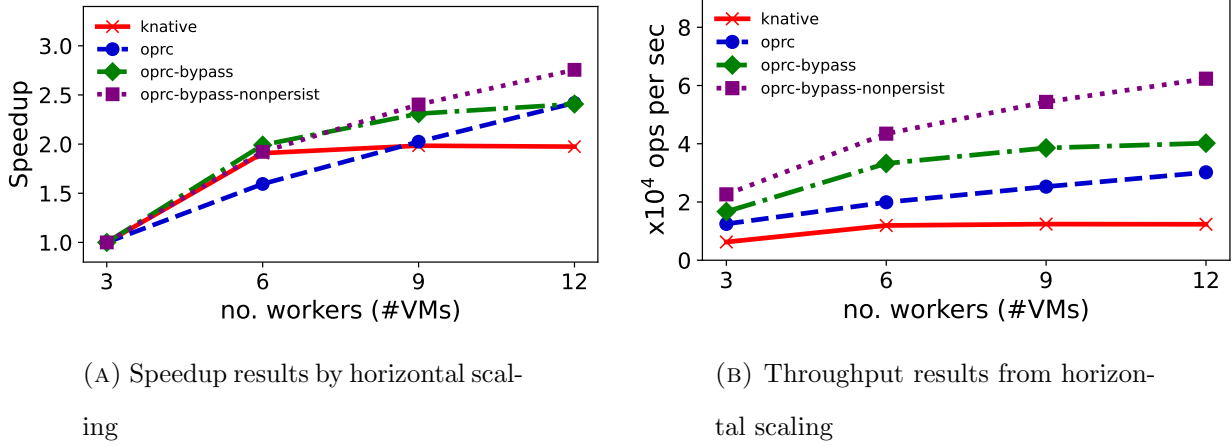 knative
oprc
oprc-bypass
oprc-bypass-nonpersist
3.0
2.5
2.0
1.5
1.0
Speedup
3 6 9 12
no. workers (#VMs)
(A) Speedup results by horizontal scal-
ing
knative
oprc
oprc-bypass
oprc-bypass-nonpersist
8
6
4
2
0
x10⁴ ops per sec
3 6 9 12
no. workers (#VMs)
(B) Throughput results from horizon-
tal scaling